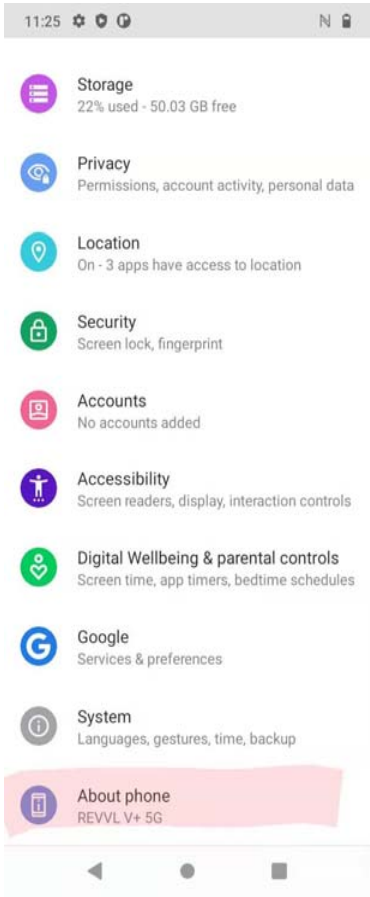 11:25
Storage
22% used - 50.03 GB free
Privacy
Permissions, account activity, personal data
Location
On - 3 apps have access to location
Security
Screen lock, fingerprint
Accounts
No accounts added
Accessibility
Screen readers, display, interaction controls
Digital Wellbeing & parental controls
Screen time, app timers, bedtime schedules
Google
Services & preferences
System
Languages, gestures, time, backup
About phone
REVVL V+ 5G